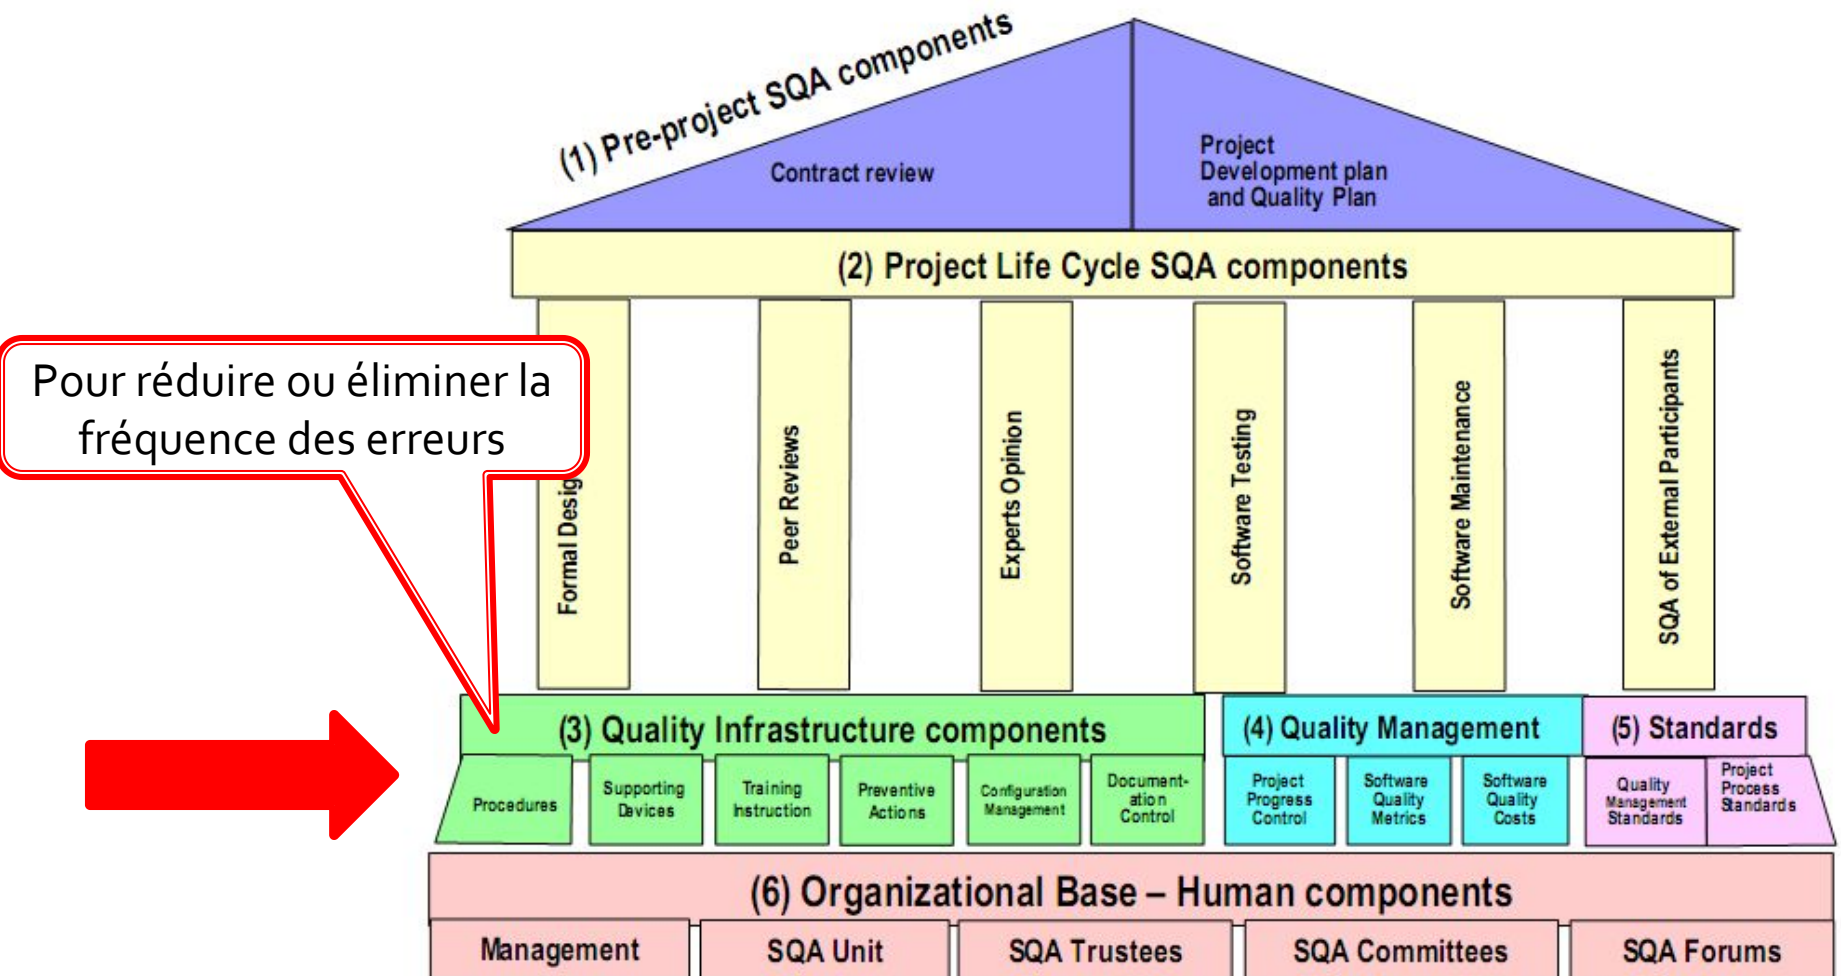 (1) Pre-project SQA components
Contract review
Project
Development plan
and Quality Plan
(2) Project Life Cycle SQA components
Pour réduire ou éliminer la
fréquence des erreurs
Formal Desig
Peer Reviews
Experts Opinion
Software Testing
Software Maintenance
SQA of External Participants
(3) Quality Infrastructure components
Procedures
Supporting
Devices
Training
Instruction
Preventive
Actions
Configuration
Management
Document-
ation
Control
(4) Quality Management
Project
Progress
Control
Software
Quality
Metrics
Software
Quality
Costs
(5) Standards
Quality
Management
Standards
Project
Process
Standards
(6) Organizational Base – Human components
Management
SQA Unit
SQA Trustees
SQA Committees
SQA Forums